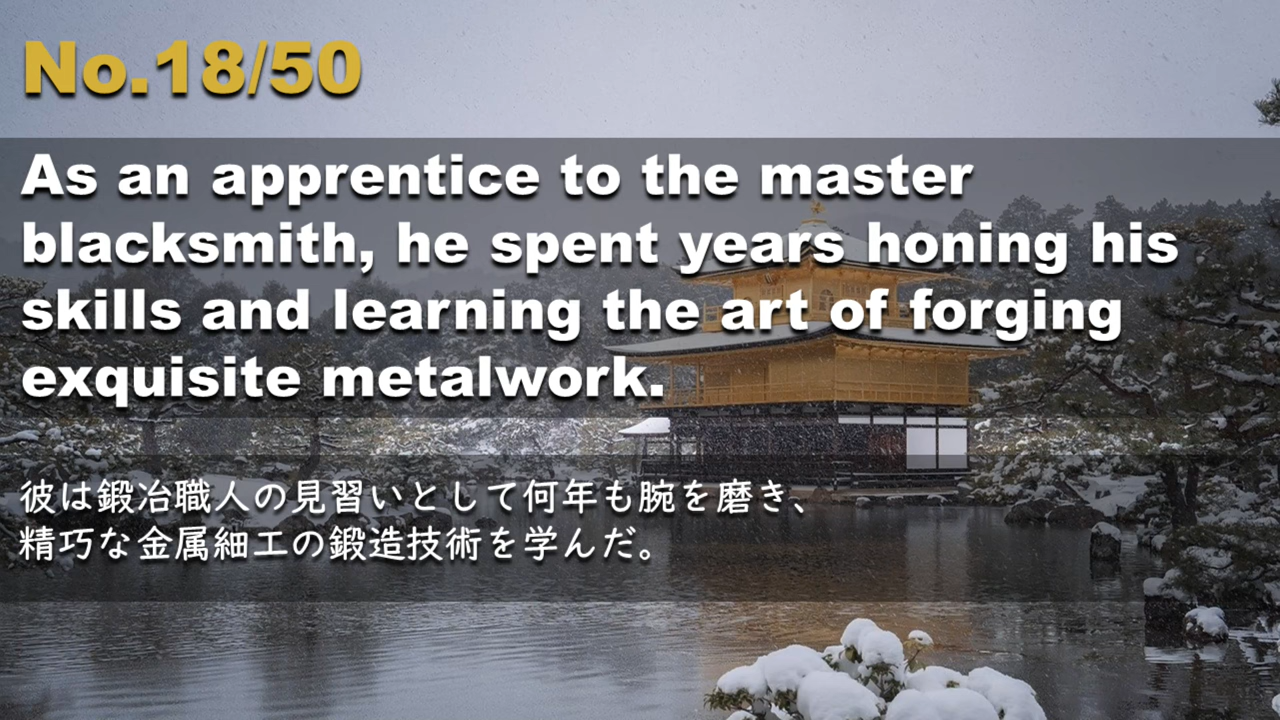 No.18/50
As an apprentice to the master
blacksmith, he spent years honing his
skills and learning the art of forging
exquisite metalwork.
彼は鍛冶職人の見習いとして何年も腕を磨き、
精巧な金属細工の鍛造技術を学んだ。